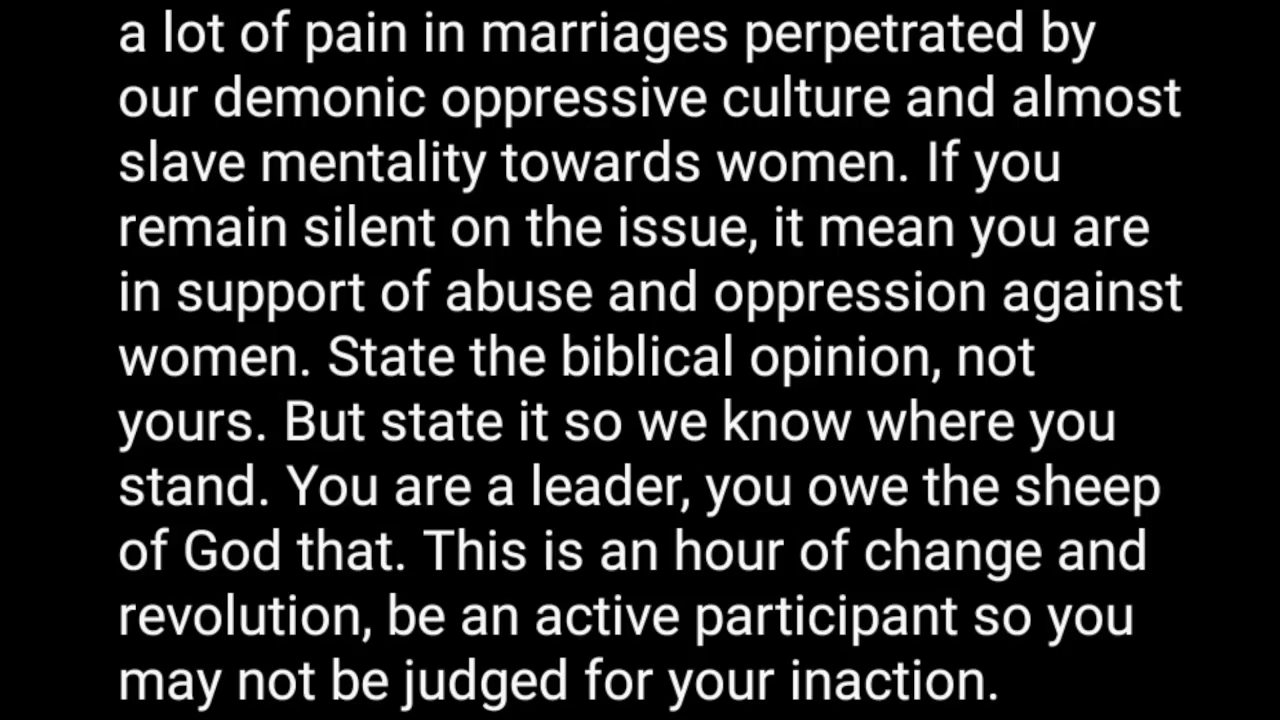 a lot of pain in marriages perpetrated by
our demonic oppressive culture and almost
slave mentality towards women. If you
remain silent on the issue, it mean you are
in support of abuse and oppression against
women. State the biblical opinion, not
yours. But state it so we know where you
stand. You are a leader, you owe the sheep
of God that. This is an hour of change and
revolution, be an active participant so you
may not be judged for your inaction.